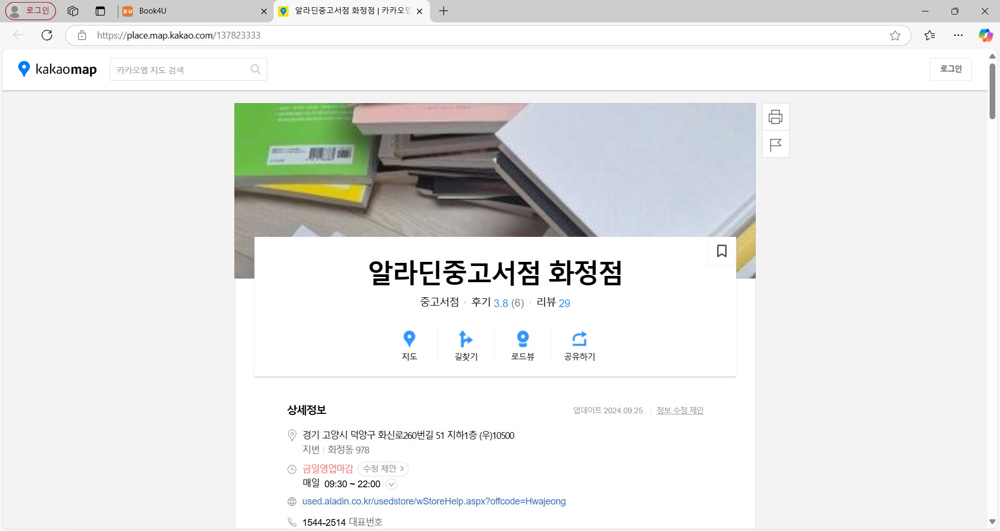 로그인
Book4U
알라딘중고서점 화정점 | 카카오맵
https://place.map.kakao.com/137823333
kakaomap
카카오맵 지도 검색
로그인
알라딘중고서점 화정점
중고서점 · 후기 3.8 (6) · 리뷰 29
지도 길찾기 로드뷰 공유하기
상세정보
업데이트 2024.09.25. | 정보 수정 제안
경기 고양시 덕양구 화신로260번길 51 지하1층 (우)10500
지번 | 화정동 978
금일영업마감 수정 제안 >
매일 09:30 ~ 22:00
used.aladin.co.kr/usedstore/wStoreHelp.aspx?offcode=Hwajeong
1544-2514 대표번호